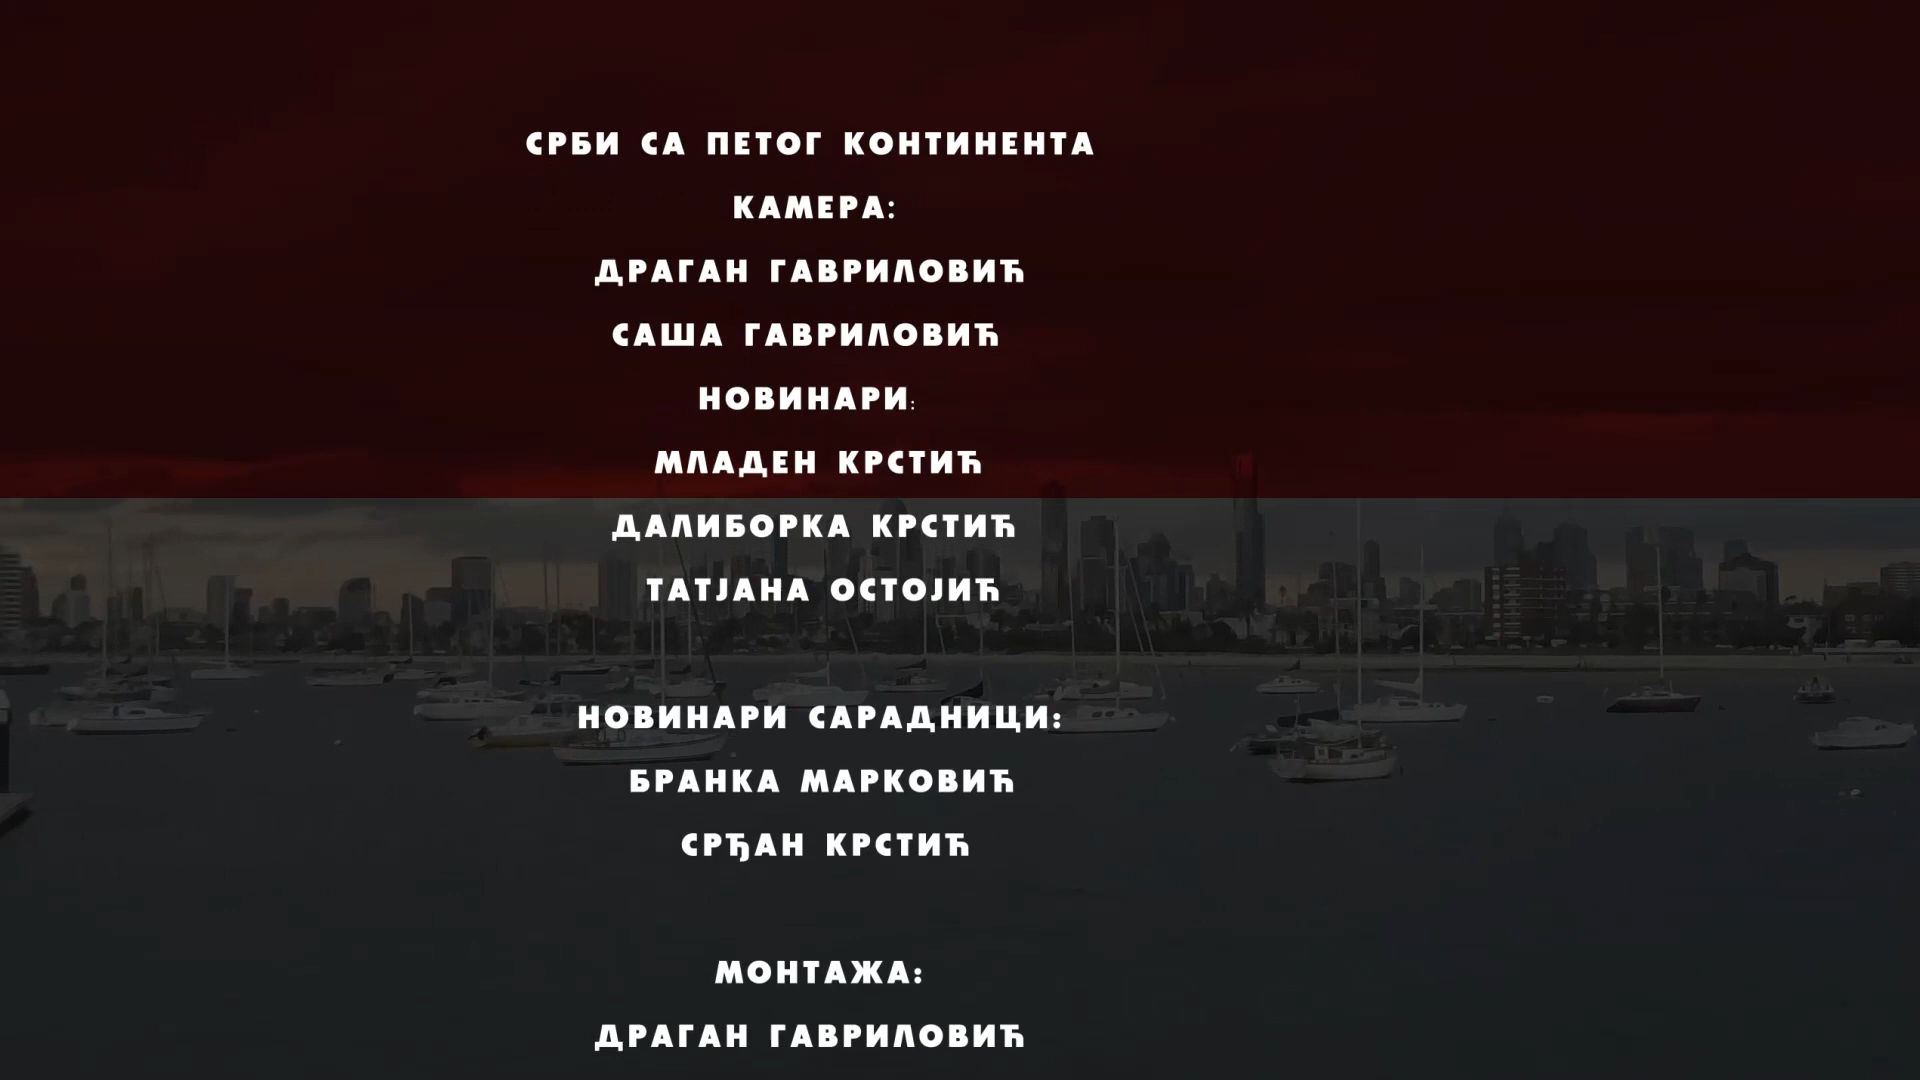 СРБИ СА ПЕТОГ КОНТИНЕНТА
КАМЕРА:
ДРАГАН ГАВРИЛОВИЋ
САША ГАВРИЛОВИЋ
НОВИНАРИ:
МЛАДЕН КРСТИЋ
ДАЛИБОРКА КРСТИЋ
ТАТЈАНА ОСТОЈИЋ
НОВИНАРИ САРАДНИЦИ:
БРАНКА МАРКОВИЋ
СРЂАН КРСТИЋ
МОНТАЖА:
ДРАГАН ГАВРИЛОВИЋ